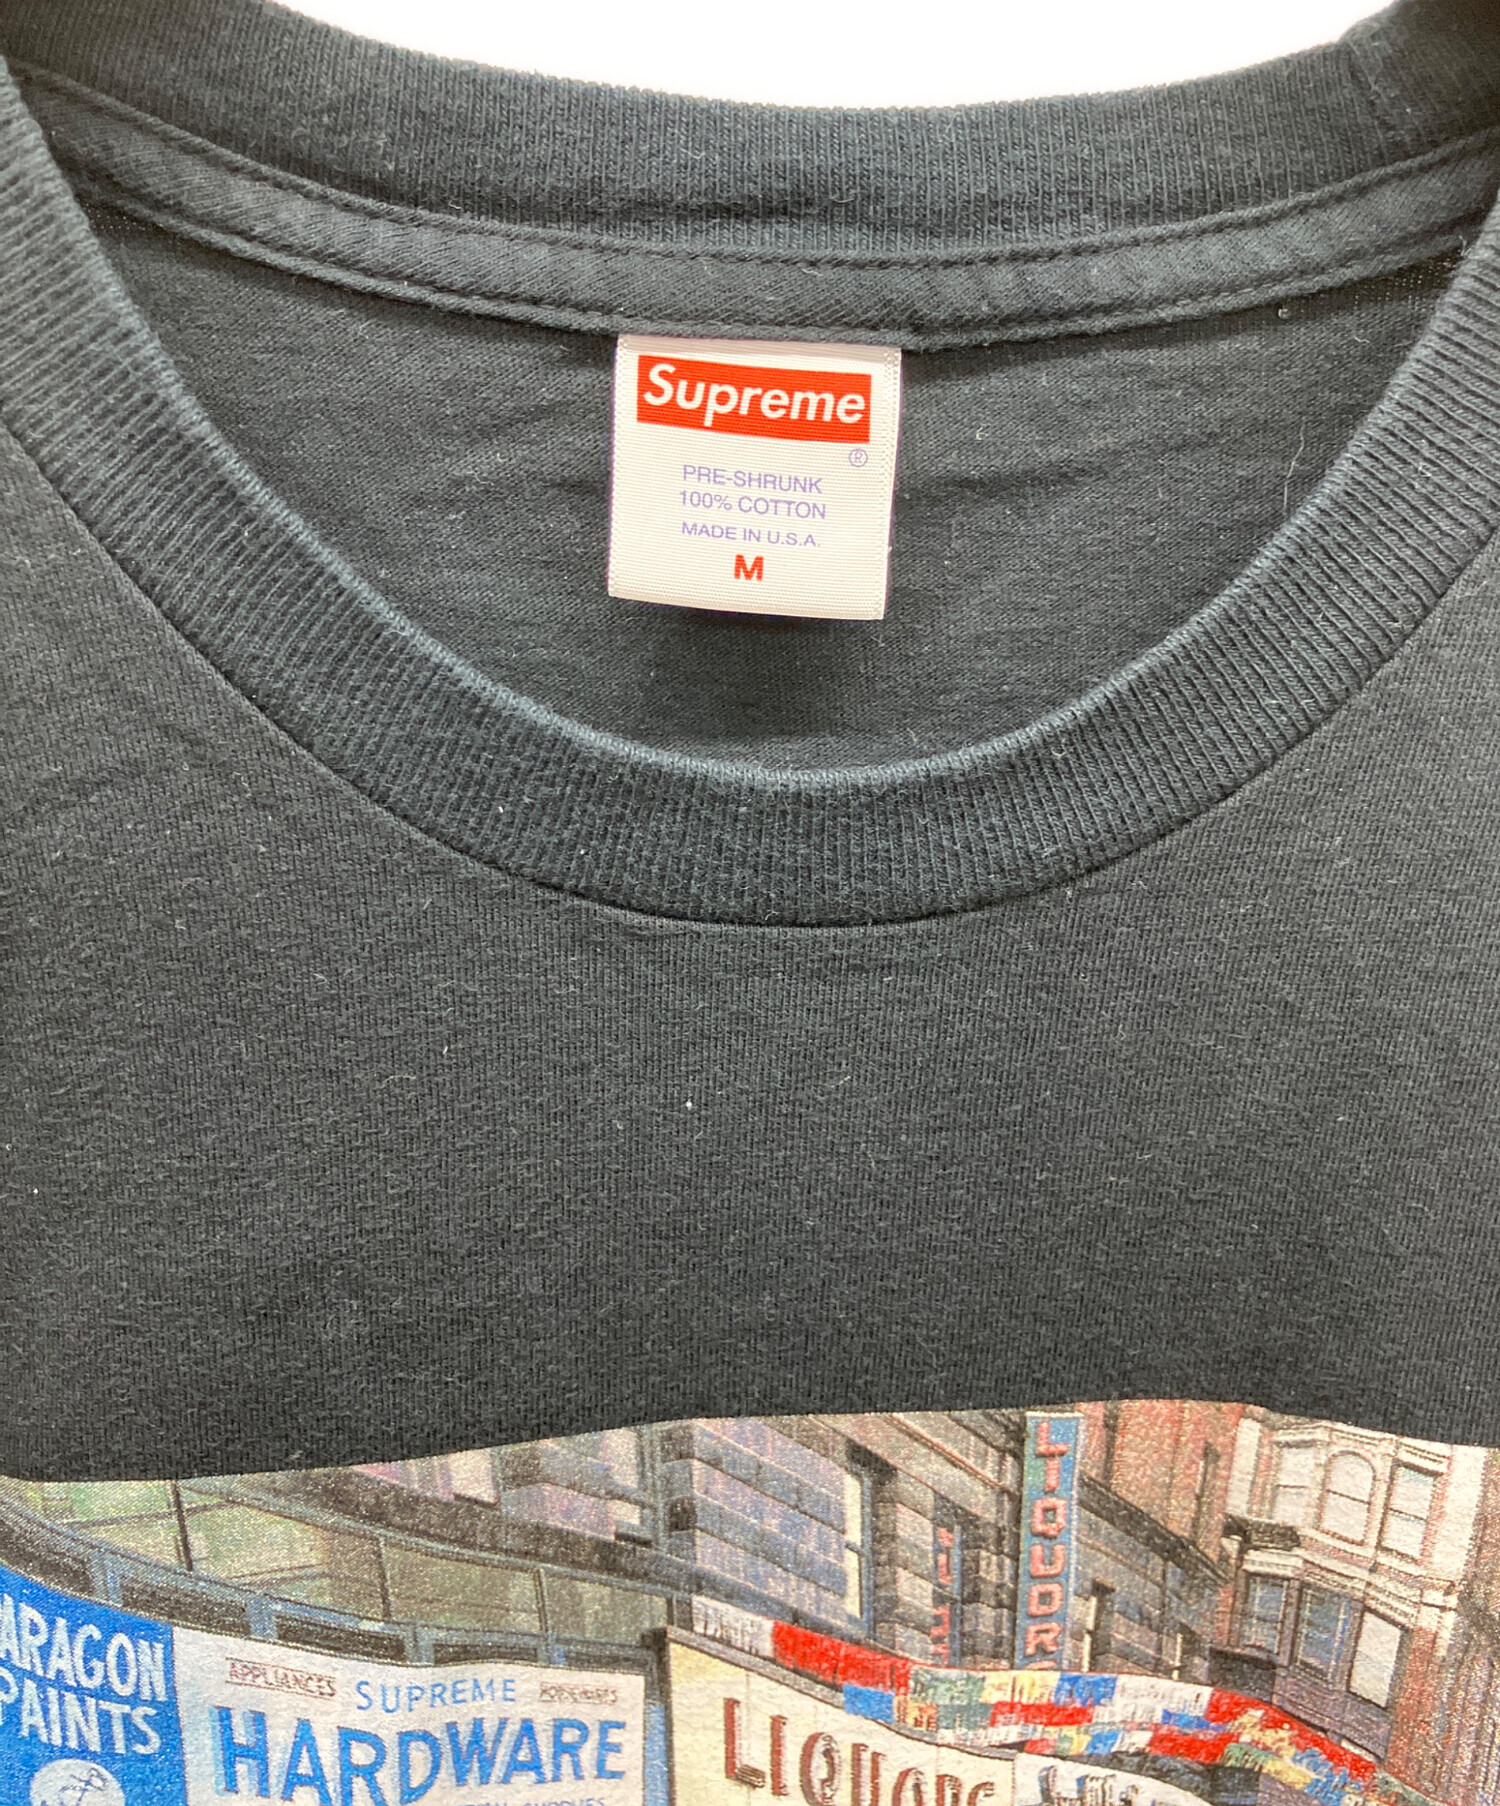 Supreme
®
PRE-SHRUNK
100% COTTON
MADE IN U.S.A.
M
LIQUOR
ARAGON
PAINTS
APPLIANCES SUPREME
HARDWARE
LIQUORS